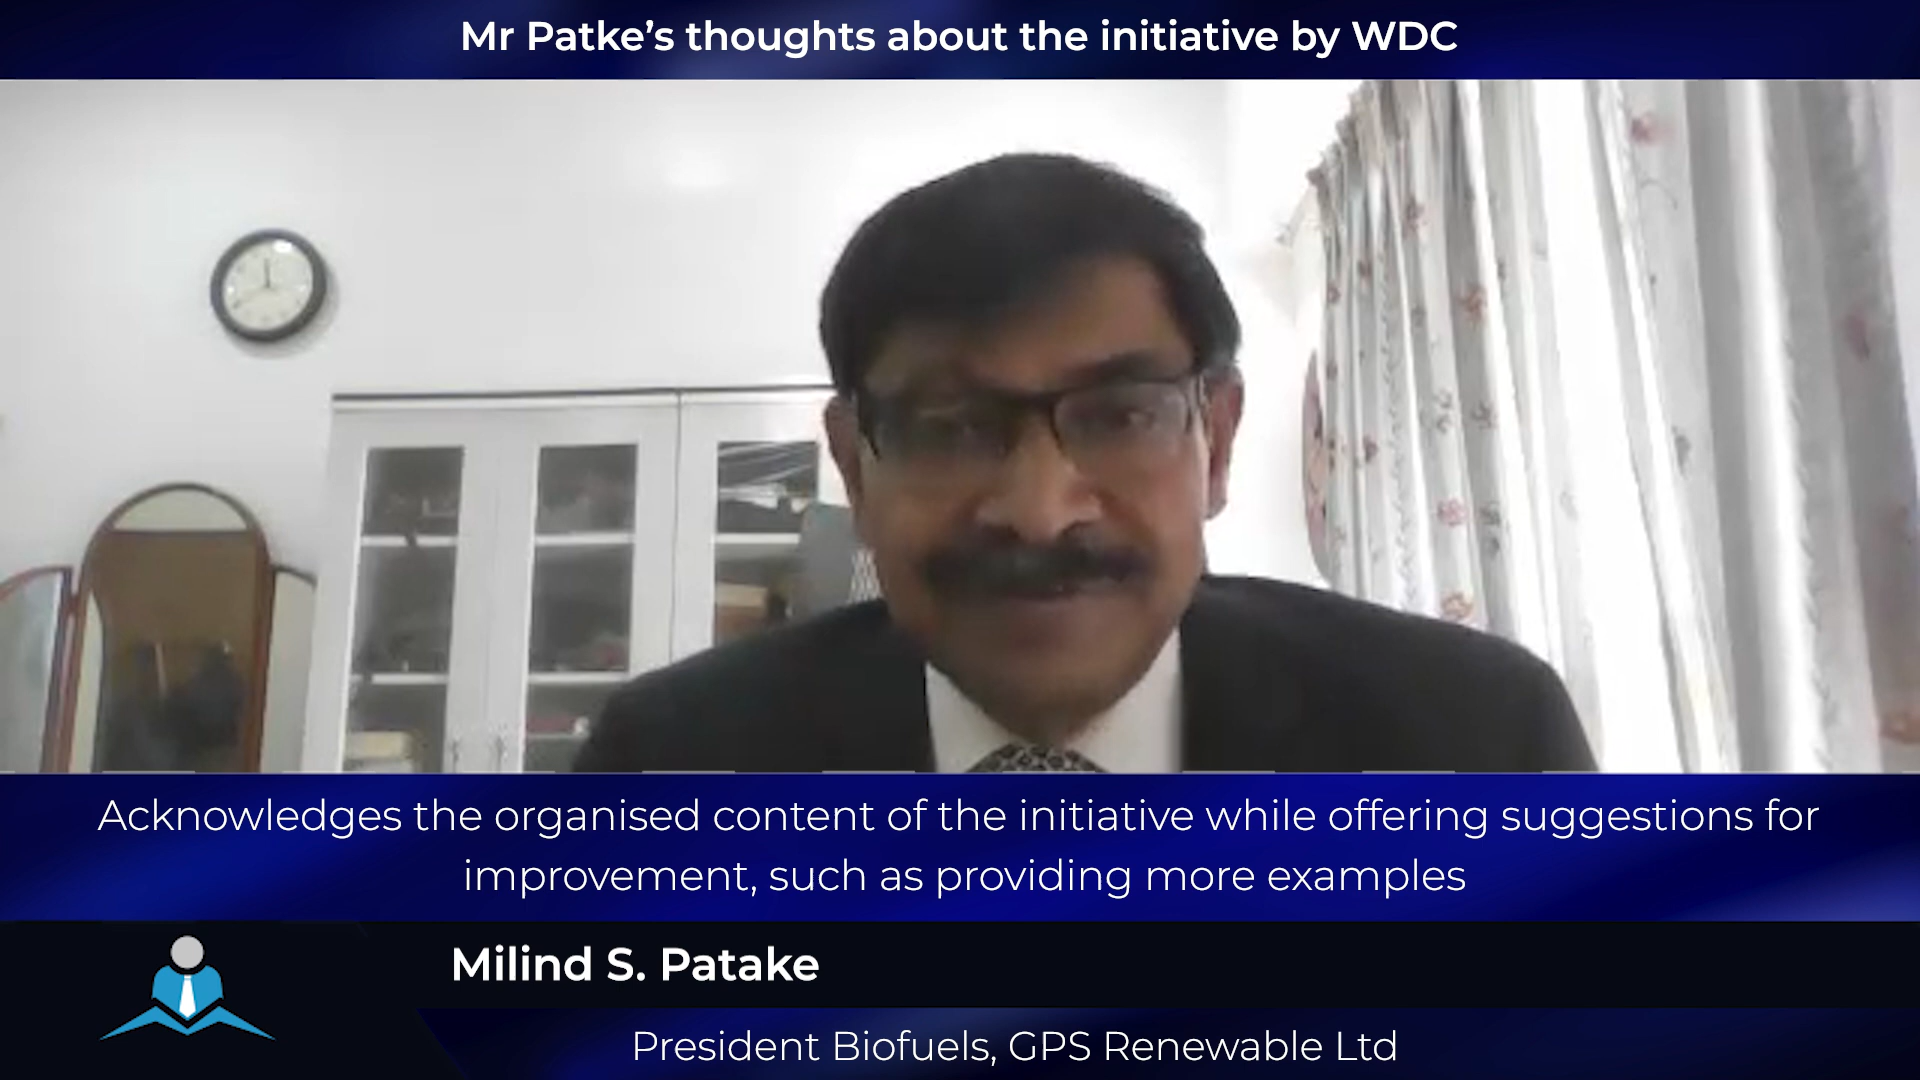 Mr Patke’s thoughts about the initiative by WDC
Acknowledges the organised content of the initiative while offering suggestions for
improvement, such as providing more examples
Milind S. Patake
President Biofuels, GPS Renewable Ltd